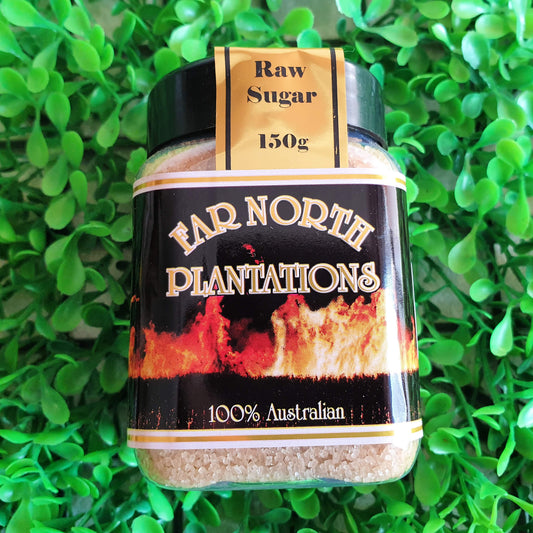 Raw
Sugar
150g
FAR NORTH
PLANTATIONS
100% Australian